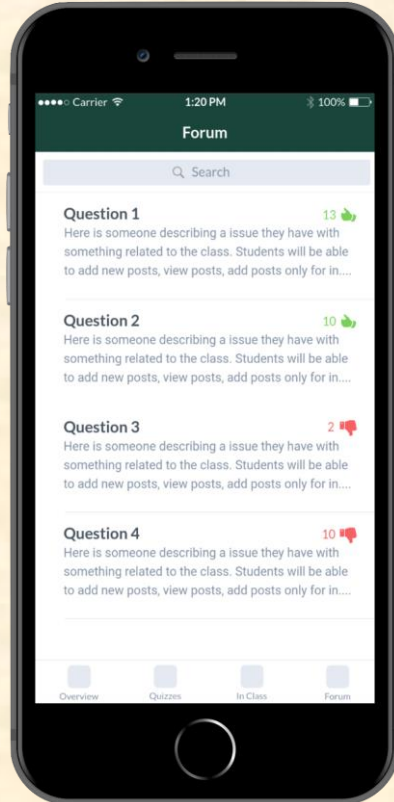 Carrier 1:20 PM 100%
Forum
Search
Question 1 13
Here is someone describing a issue they have with
something related to the class. Students will be able
to add new posts, view posts, add posts only for in....
Question 2 10
Here is someone describing a issue they have with
something related to the class. Students will be able
to add new posts, view posts, add posts only for in....
Question 3 2
Here is someone describing a issue they have with
something related to the class. Students will be able
to add new posts, view posts, add posts only for in....
Question 4 10
Here is someone describing a issue they have with
something related to the class. Students will be able
to add new posts, view posts, add posts only for in....
Overview Quizzes In Class Forum